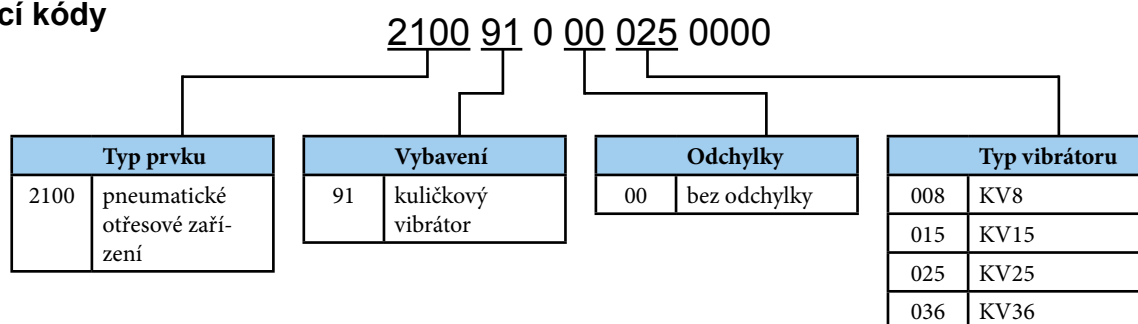 cí kódy
2100 91 0 00 025 0000
Typ prvku
2100 pneumatické
otřesové zaří-
zení
Vybavení
91 kuličkový
vibrátor
Odchylky
00 bez odchylky
Typ vibrátoru
008 KV8
015 KV15
025 KV25
036 KV36